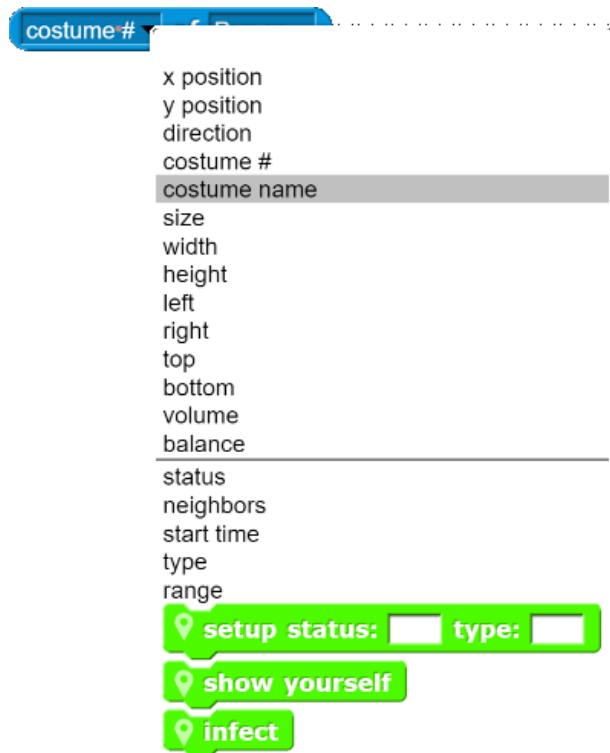 costume #
x position
y position
direction
costume #
costume name
size
width
height
left
right
top
bottom
volume
balance
status
neighbors
start time
type
range
setup status: type:
show yourself
infect